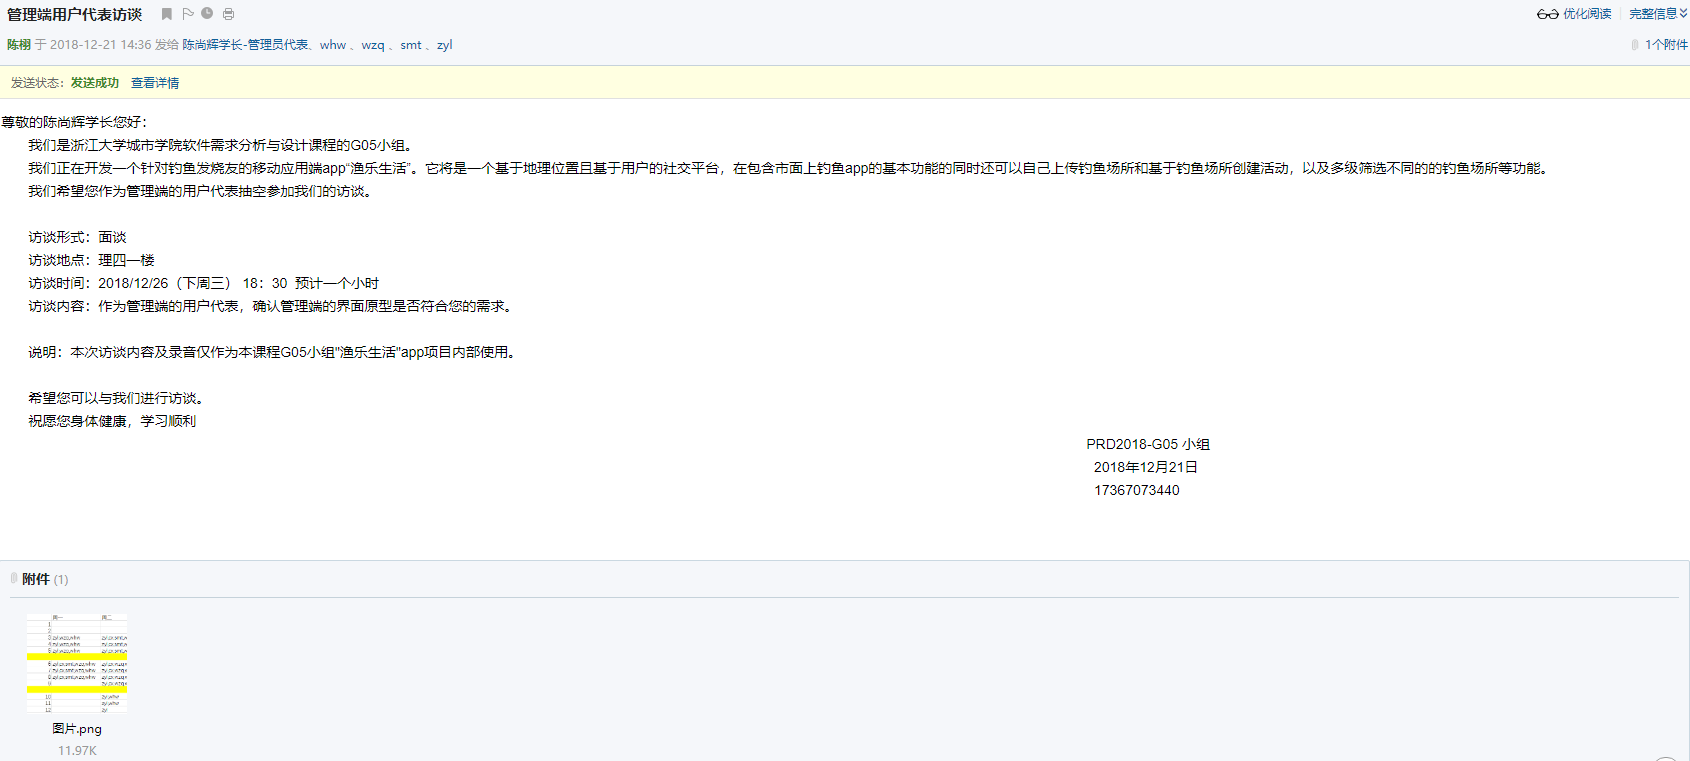 管理端用户代表访谈
优化阅读 完整信息
陈栩 于 2018-12-21 14:36 发给 陈尚辉学长-管理员代表、whw 、wzq 、smt 、zyl
1个附件
发送状态：发送成功 查看详情
尊敬的陈尚辉学长您好：
我们是浙江大学城市学院软件需求分析与设计课程的G05小组。
我们正在开发一个针对钓鱼发烧友的移动应用端app“渔乐生活”。它将是一个基于地理位置且基于用户的社交平台，在包含市面上钓鱼app的基本功能的同时还可以自己上传钓鱼场所和基于钓鱼场所创建活动，以及多级筛选不同的的钓鱼场所等功能。
我们希望您作为管理端的用户代表抽空参加我们的访谈。
访谈形式：面谈
访谈地点：理四一楼
访谈时间：2018/12/26（下周三） 18：30 预计一个小时
访谈内容：作为管理端的用户代表，确认管理端的界面原型是否符合您的需求。
说明：本次访谈内容及录音仅作为本课程G05小组"渔乐生活"app项目内部使用。
希望您可以与我们进行访谈。
祝愿您身体健康，学习顺利
PRD2018-G05 小组
2018年12月21日
17367073440
附件 (1)
周一 周二
图片.png
11.97K